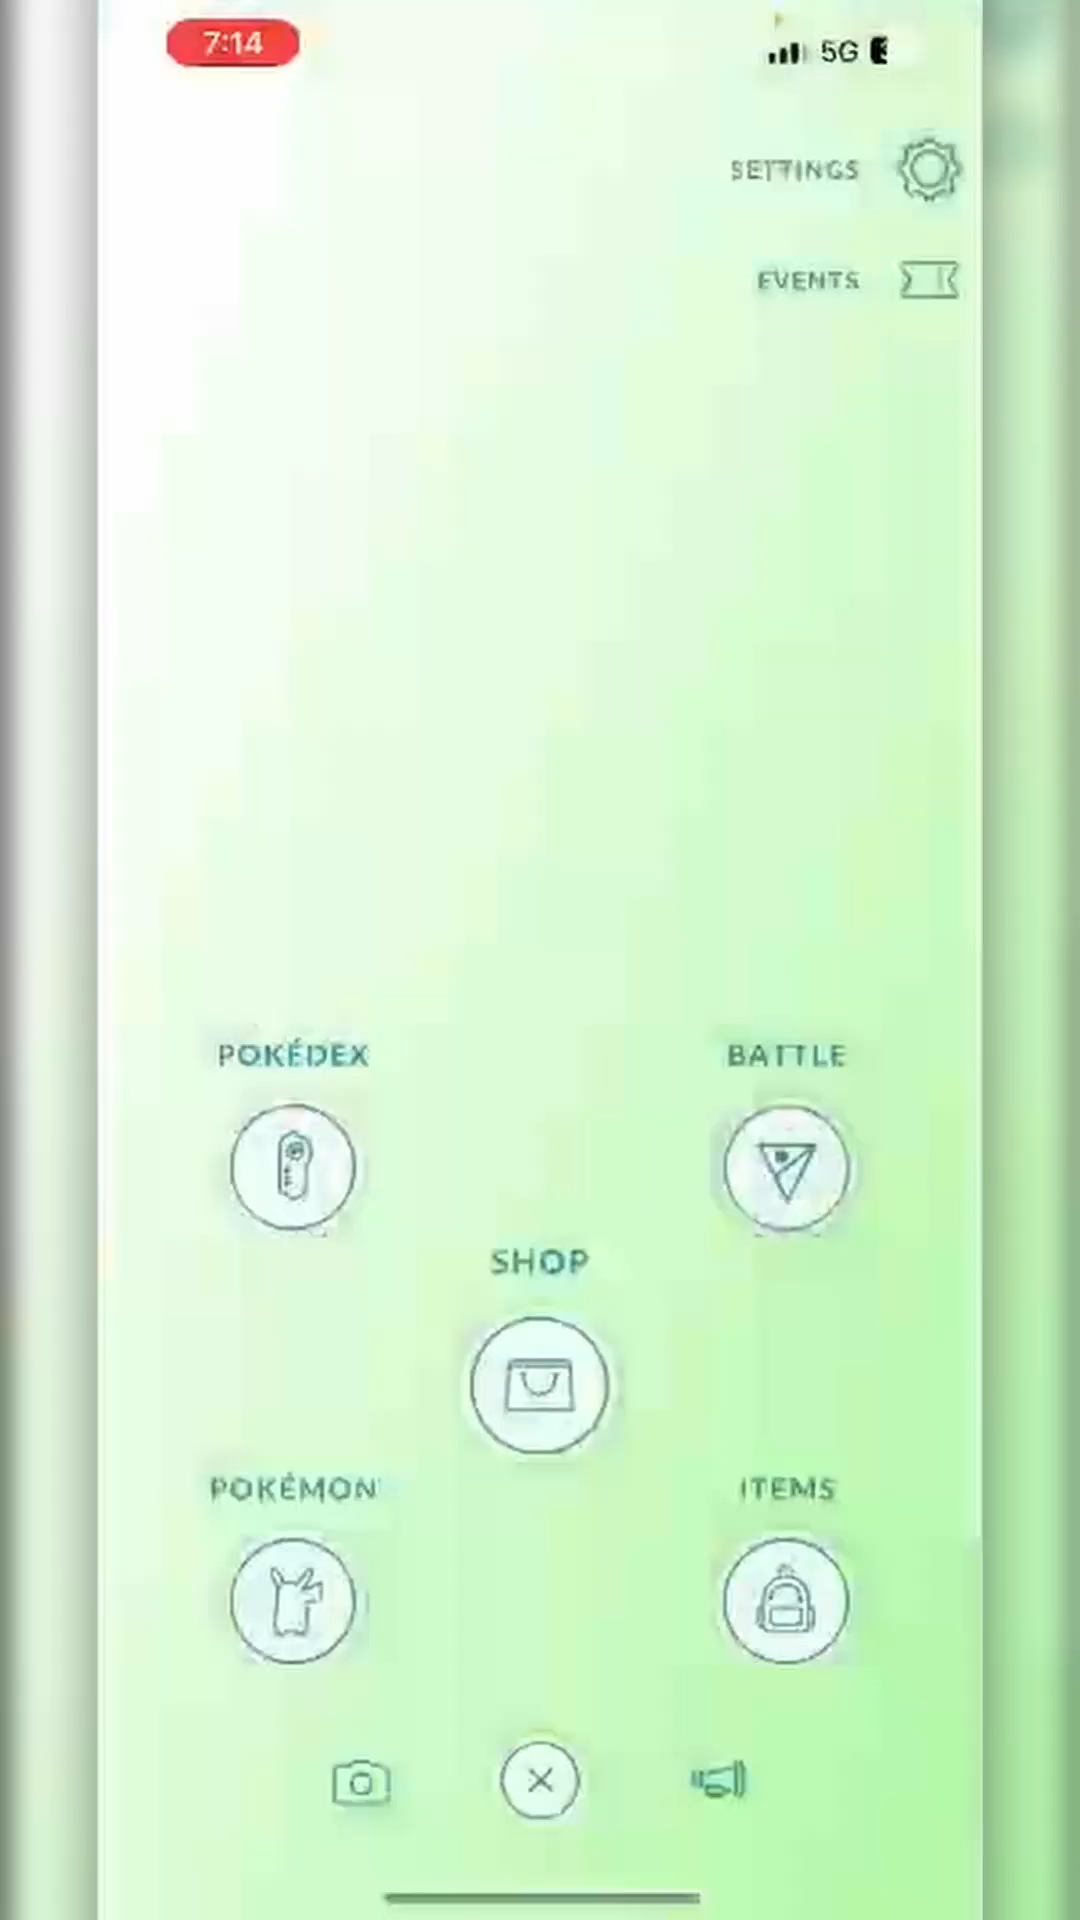 7:14
5G
SETTINGS
EVENTS
POKÉDEX
BATTLE
SHOP
POKÉMON
ITEMS